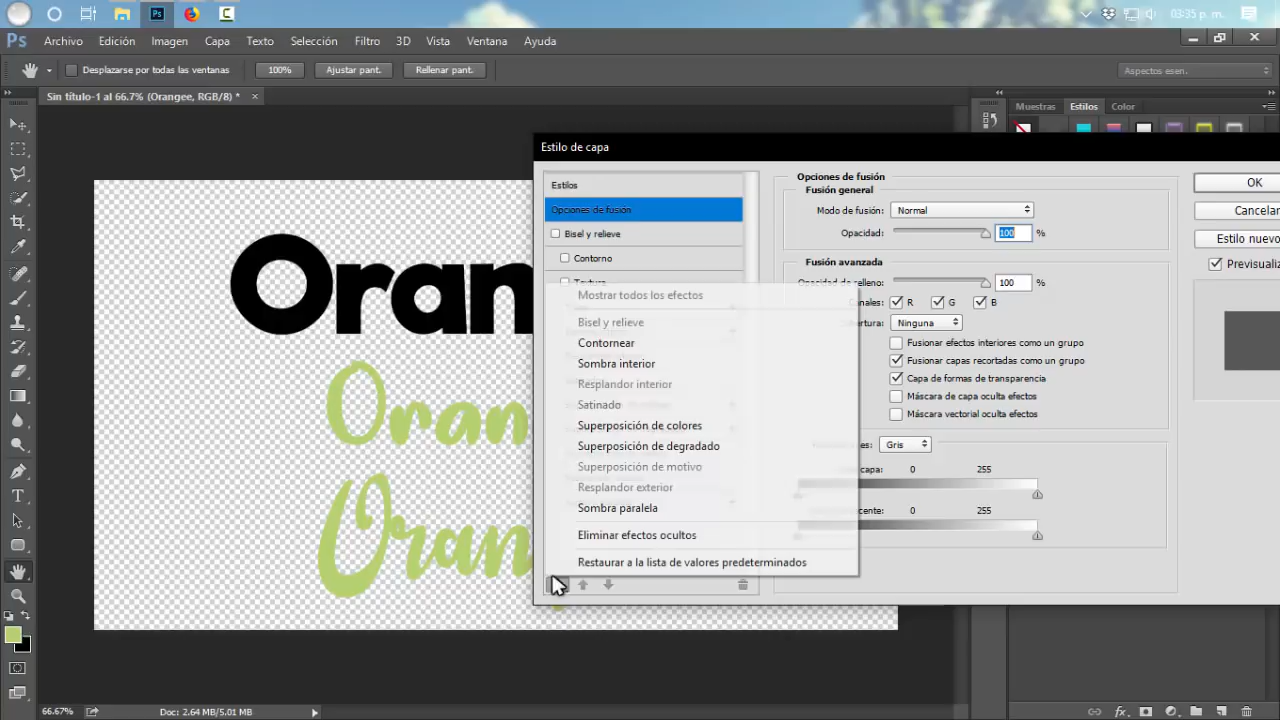 03:35 p. m.
Ps
Archivo Edición Imagen Capa Texto Selección Filtro 3D Vista Ventana Ayuda
Desplazarse por todas las ventanas 100% Ajustar pant. Rellenar pant. Aspectos esen.
Sin título-1 al 66.7% (Orangee, RGB/8) *
Muestras Estilos Color
Estilo de capa
Estilos
Opciones de fusión
Bisel y relieve
Contorno
Textura
Mostrar todos los efectos
Bisel y relieve
Contornear
Sombra interior
Resplandor interior
Satinado
Superposición de colores
Superposición de degradado
Superposición de motivo
Resplandor exterior
Sombra paralela
Eliminar efectos ocultos
Restaurar a la lista de valores predeterminados
Opciones de fusión
Fusión general
Modo de fusión: Normal
Opacidad: 100 %
Fusión avanzada
Opacidad de relleno: 100 %
Canales: R G B
Ninguna
Fusionar efectos interiores como un grupo
Fusionar capas recortadas como un grupo
Capa de formas de transparencia
Máscara de capa oculta efectos
Máscara vectorial oculta efectos
Gris
0 255
0 255
OK
Cancelar
Estilo nuevo
Previsualiz
Oran
Oran
Oran
66.67% Doc: 2.64 MB/5.01 MB